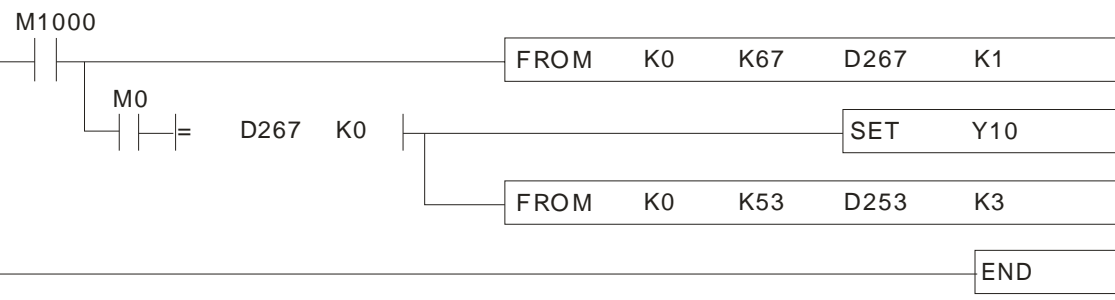 M1000
FROM K0 K67 D267 K1
M0
= D267 K0
SET Y10
FROM K0 K53 D253 K3
END